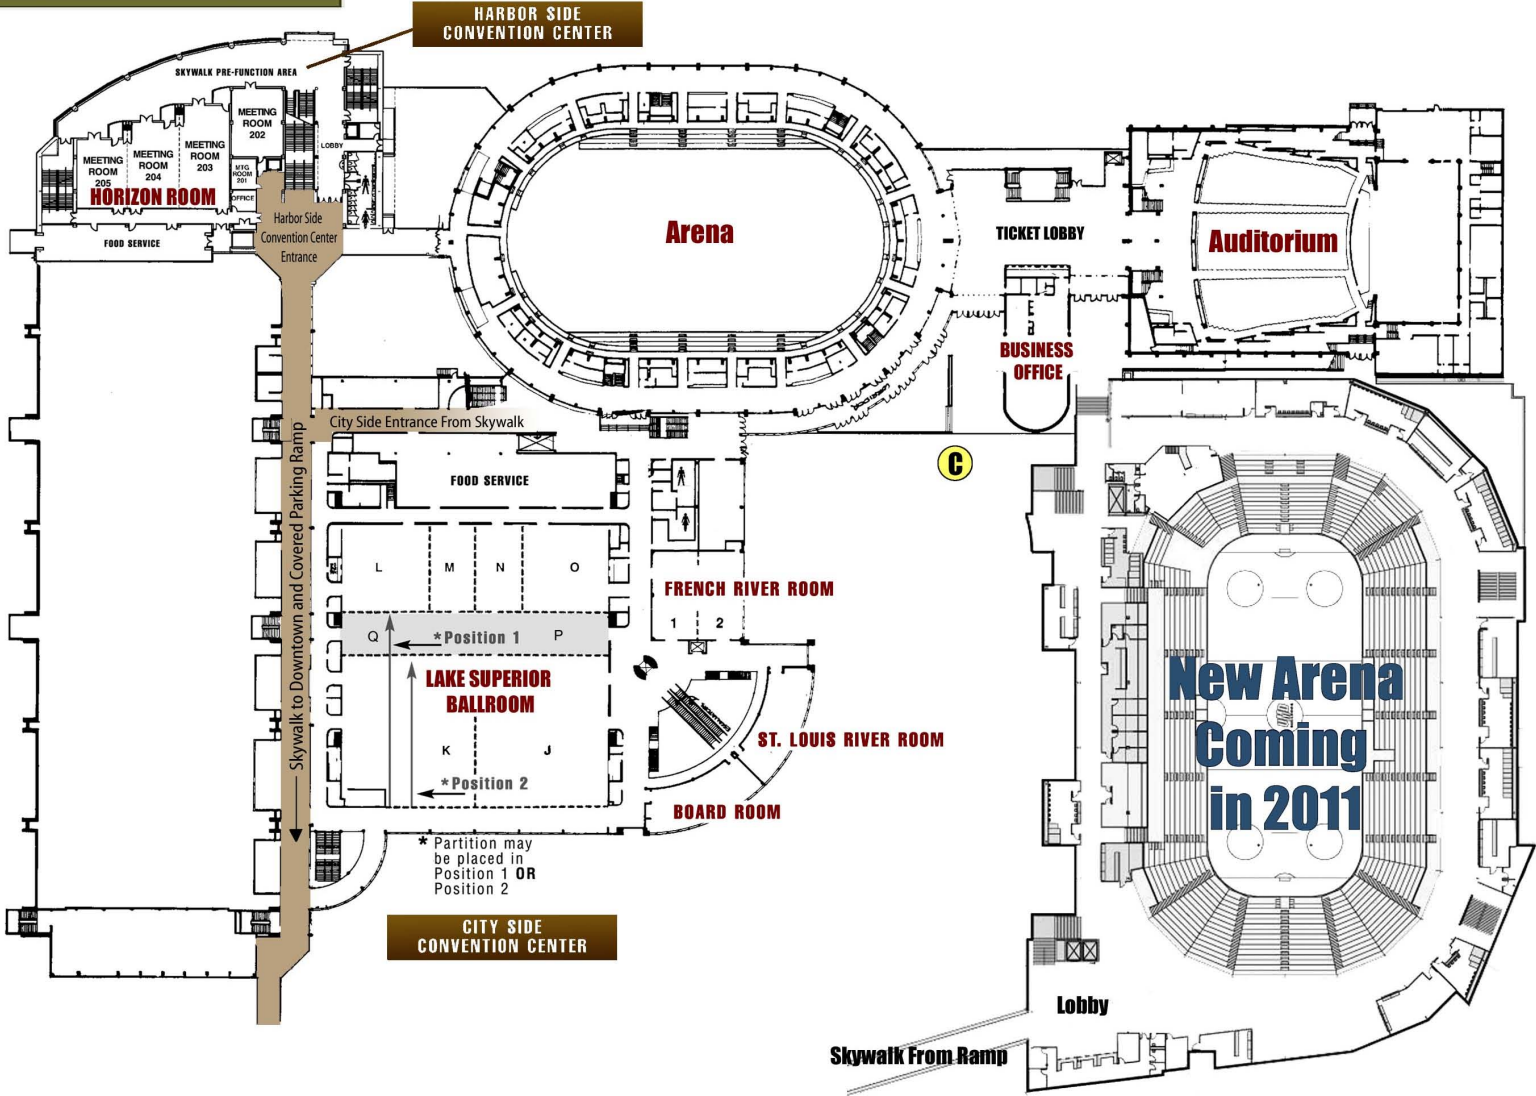 HARBOR SIDE
CONVENTION CENTER
SKYWALK PRE-FUNCTION AREA
MEETING
ROOM
202
MEETING
ROOM
203
MEETING
ROOM
204
MEETING
ROOM
205
MTG
ROOM
201
OFFICE
LOBBY
HORIZON ROOM
FOOD SERVICE
Harbor Side
Convention Center
Entrance
Arena
TICKET LOBBY
Auditorium
BUSINESS
OFFICE
City Side Entrance From Skywalk
Skywalk to Downtown and Covered Parking Ramp
FOOD SERVICE
C
L
M
N
O
FRENCH RIVER ROOM
1
2
Q
*Position 1
P
LAKE SUPERIOR
BALLROOM
K
J
*Position 2
ST. LOUIS RIVER ROOM
BOARD ROOM
* Partition may
be placed in
Position 1 OR
Position 2
CITY SIDE
CONVENTION CENTER
New Arena
Coming
in 2011
Lobby
Skywalk From Ramp